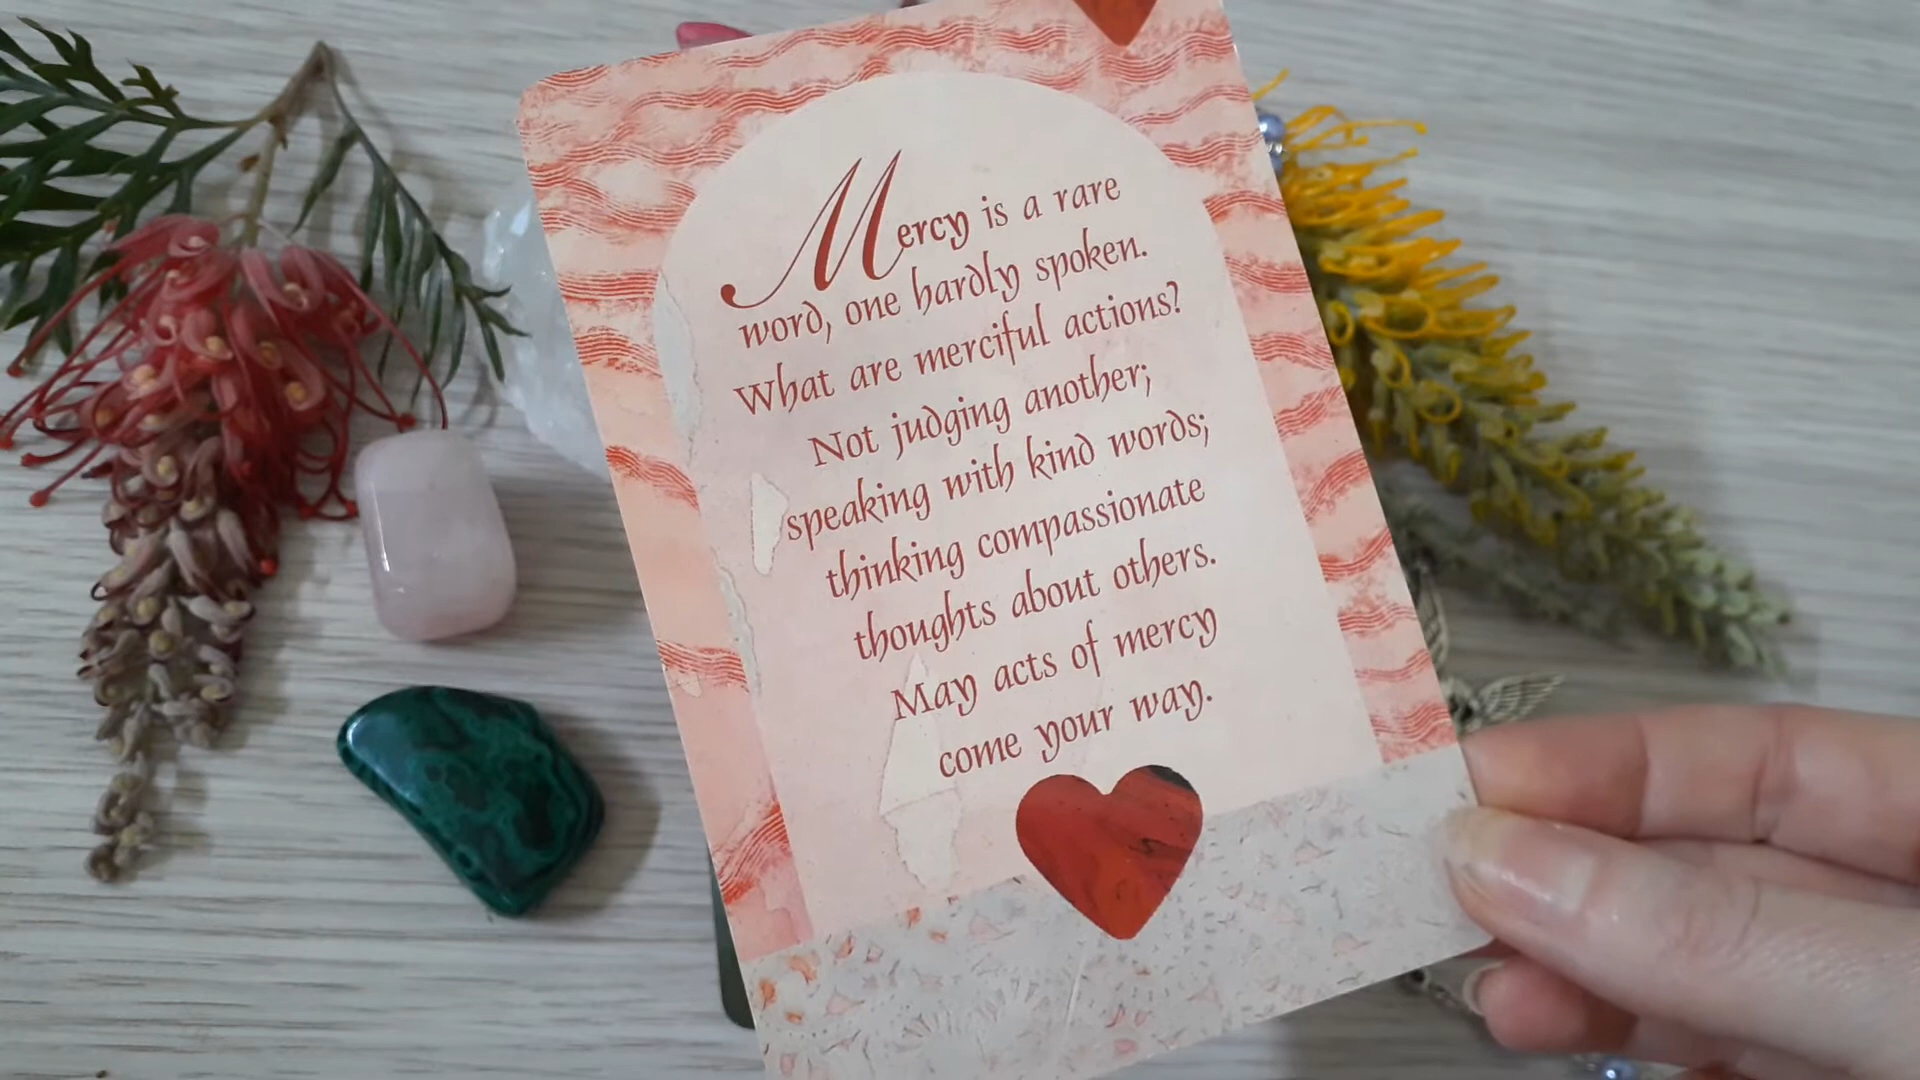 Mercy is a rare
word, one hardly spoken.
What are merciful actions?
Not judging another;
speaking with kind words;
thinking compassionate
thoughts about others.
May acts of mercy
come your way.